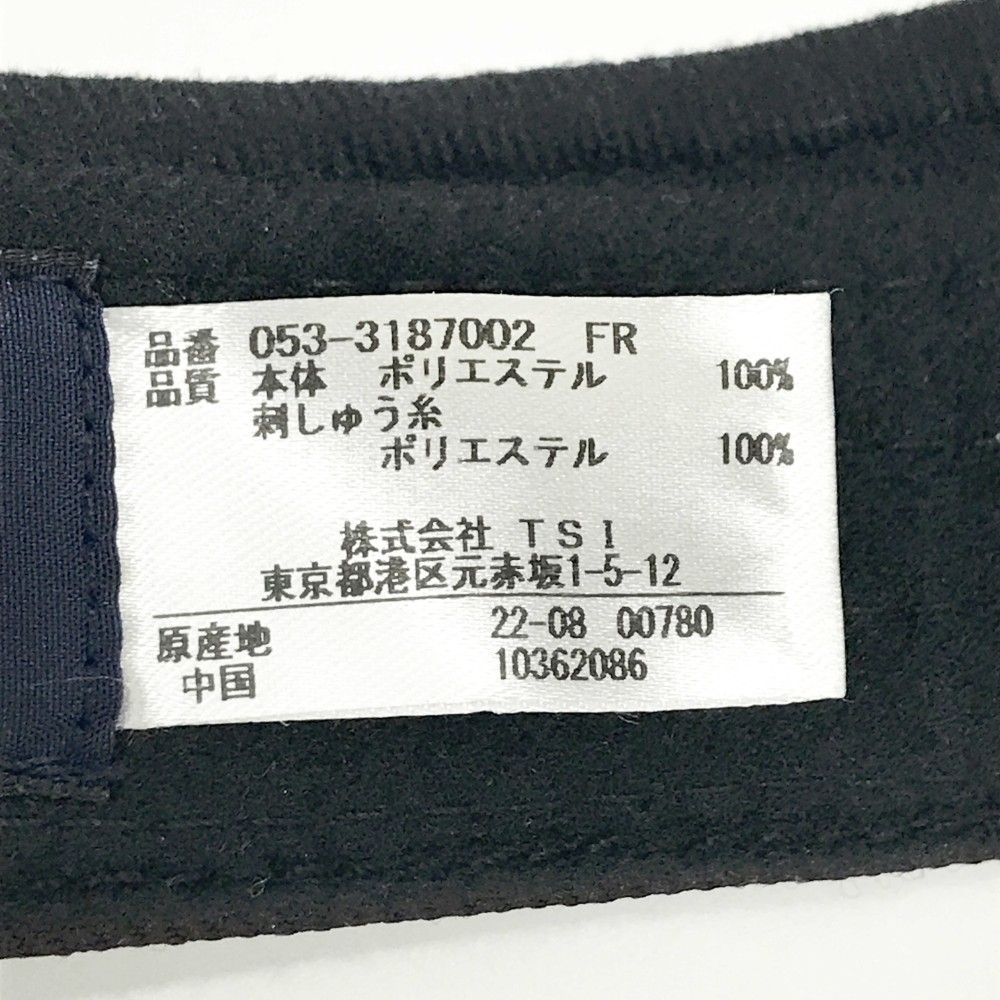 品番 053-3187002 FR
品質 本体 ポリエステル 100%
刺しゅう糸
ポリエステル 100%
株式会社 TSI
東京都港区元赤坂1-5-12
原産地 22-08 00780
中国 10362086